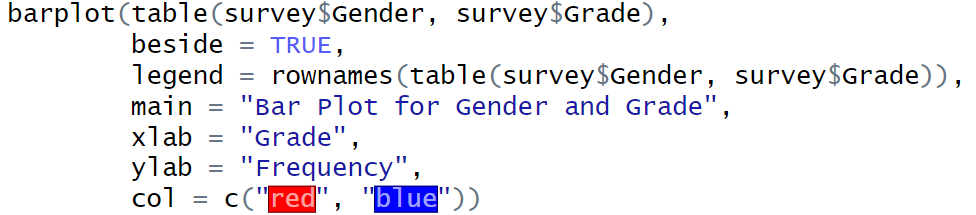 barplot(table(survey$Gender, survey$Grade),
beside = TRUE,
legend = rownames(table(survey$Gender, survey$Grade)),
main = "Bar Plot for Gender and Grade",
xlab = "Grade",
ylab = "Frequency",
col = c("red", "blue"))